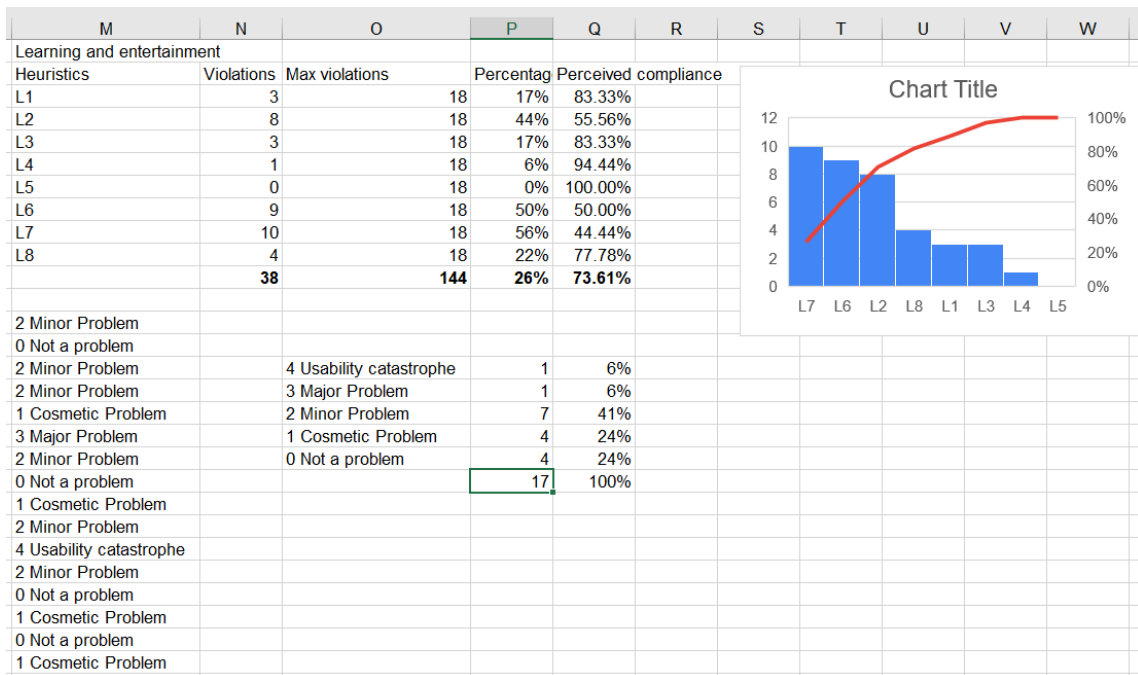 M N O P Q R S T U V W
Learning and entertainment
Heuristics Violations Max violations Percentag Perceived compliance
L1 3 18 17% 83.33%
L2 8 18 44% 55.56%
L3 3 18 17% 83.33%
L4 1 18 6% 94.44%
L5 0 18 0% 100.00%
L6 9 18 50% 50.00%
L7 10 18 56% 44.44%
L8 4 18 22% 77.78%
38 144 26% 73.61%
Chart Title
12 100%
10 80%
8
6 60%
4 40%
2 20%
0 0%
L7 L6 L2 L8 L1 L3 L4 L5
2 Minor Problem
0 Not a problem
2 Minor Problem 4 Usability catastrophe 1 6%
2 Minor Problem 3 Major Problem 1 6%
1 Cosmetic Problem 2 Minor Problem 7 41%
3 Major Problem 1 Cosmetic Problem 4 24%
2 Minor Problem 0 Not a problem 4 24%
0 Not a problem 17 100%
1 Cosmetic Problem
2 Minor Problem
4 Usability catastrophe
2 Minor Problem
0 Not a problem
1 Cosmetic Problem
0 Not a problem
1 Cosmetic Problem